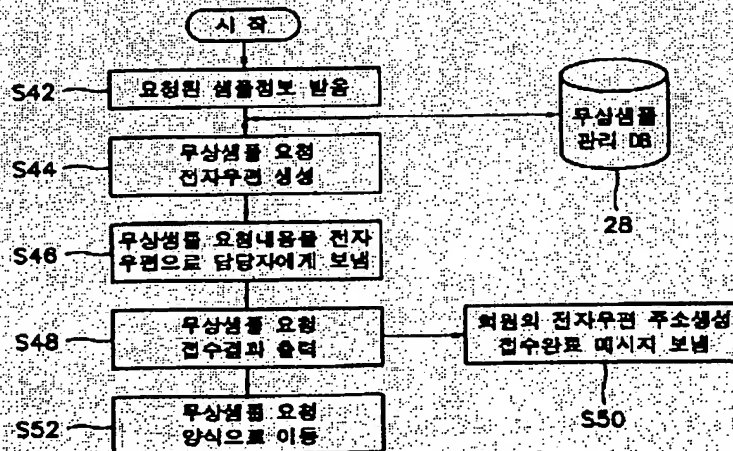 시 작
S42
요청된 샘플정보 받음
무상샘플
관리 DB
28
S44
무상샘플 요청
전자우편 생성
S46
무상샘플 요청내용을 전자
우편으로 담당자에게 보냄
S48
무상샘플 요청
접수결과 출력
회원의 전자우편 주소생성
접수완료 메시지 보냄
S50
S52
무상샘플 요청
양식으로 이동